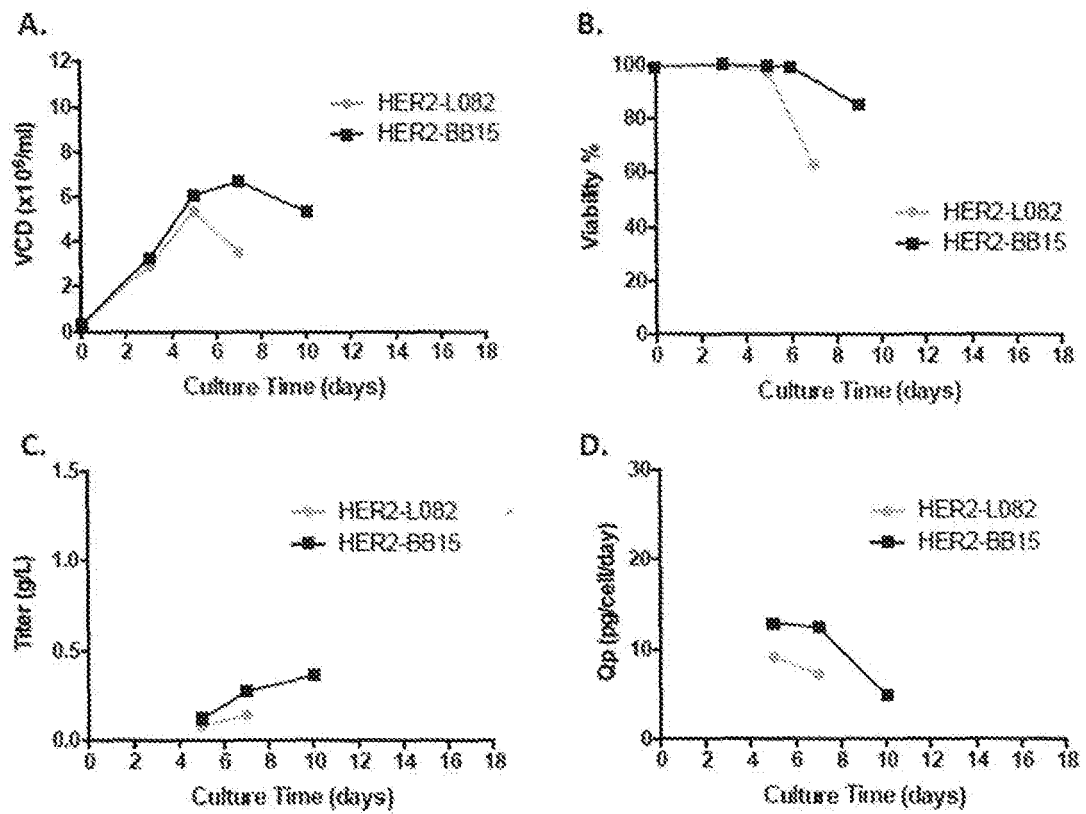 A.
12
10
8
6
4
2
0
VCD (x10⁶/ml)
HER2-L082
HER2-BB15
0 2 4 6 8 10 12 14 16 18
Culture Time (days)
B.
100
80
60
40
20
0
Viability %
HER2-L082
HER2-BB15
0 2 4 6 8 10 12 14 16 18
Culture Time (days)
C.
1.5
1.0
0.5
0.0
Titer (g/L)
HER2-L082
HER2-BB15
0 2 4 6 8 10 12 14 16 18
Culture Time (days)
D.
30
20
10
0
Qp (pg/cell/day)
HER2-L082
HER2-BB15
0 2 4 6 8 10 12 14 16 18
Culture Time (days)